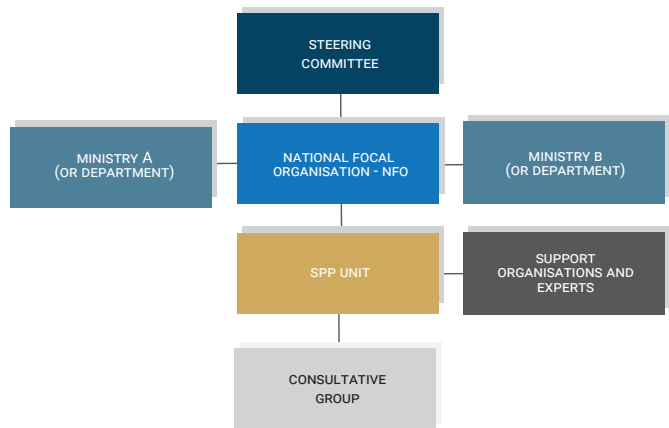 STEERING
COMMITTEE
MINISTRY A
(OR DEPARTMENT)
NATIONAL FOCAL
ORGANISATION - NFO
MINISTRY B
(OR DEPARTMENT)
SPP UNIT
SUPPORT
ORGANISATIONS AND
EXPERTS
CONSULTATIVE
GROUP